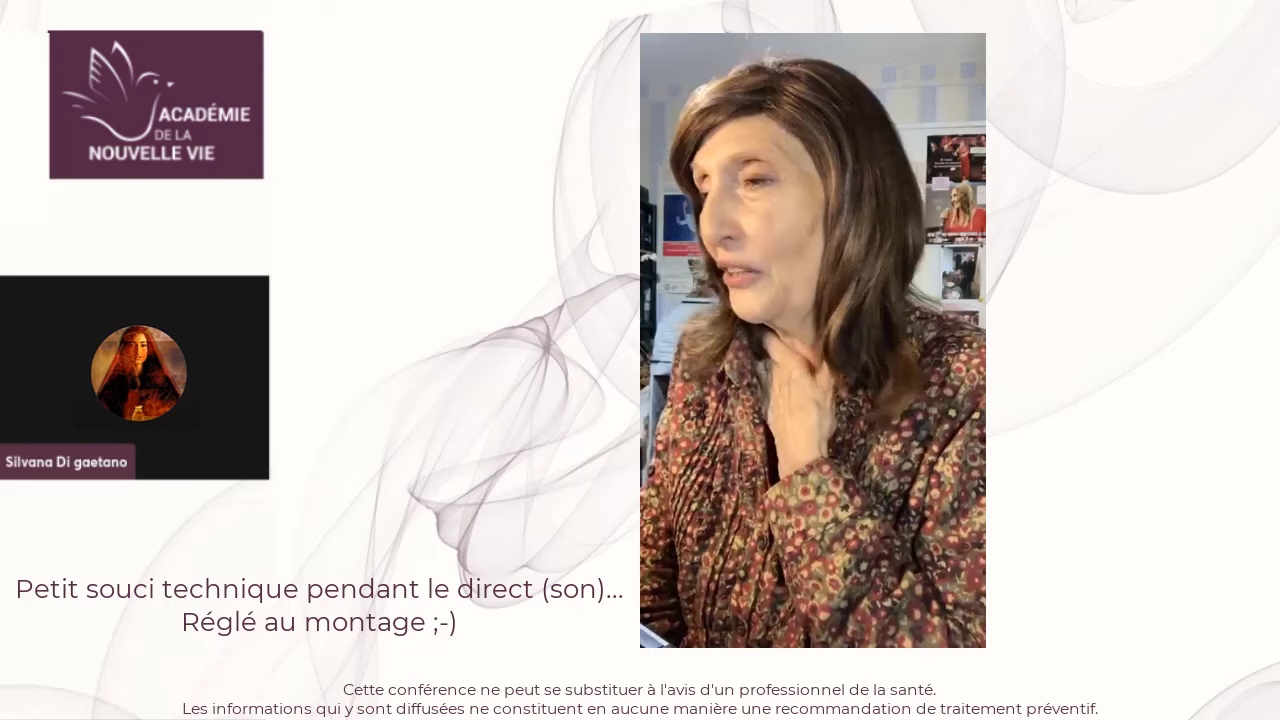 ACADÉMIE
DE LA
NOUVELLE VIE
Silvana Di gaetano
Petit souci technique pendant le direct (son)...
Réglé au montage ;-)
Cette conférence ne peut se substituer à l'avis d'un professionnel de la santé.
Les informations qui y sont diffusées ne constituent en aucune manière une recommandation de traitement préventif.